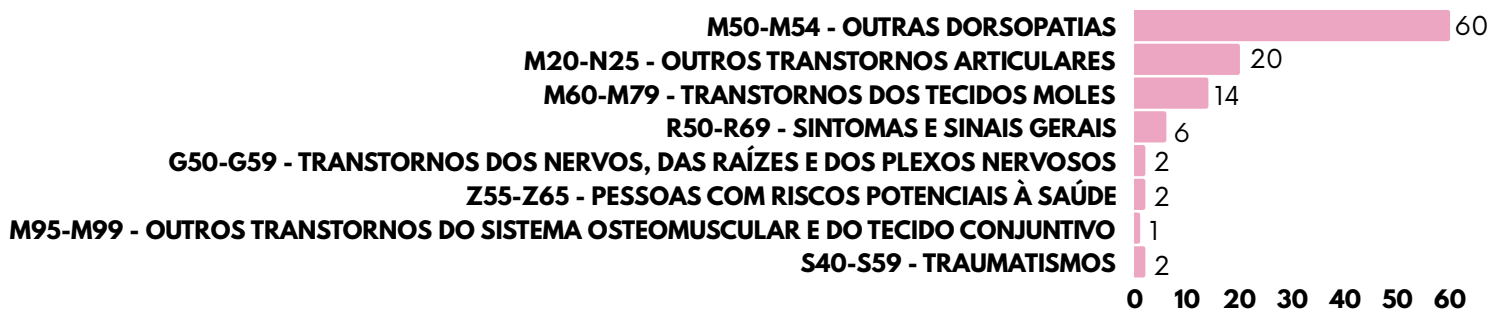 M50-M54 - OUTRAS DORSOPATIAS 60
M20-N25 - OUTROS TRANSTORNOS ARTICULARES 20
M60-M79 - TRANSTORNOS DOS TECIDOS MOLES 14
R50-R69 - SINTOMAS E SINAIS GERAIS 6
G50-G59 - TRANSTORNOS DOS NERVOS, DAS RAÍZES E DOS PLEXOS NERVOSOS 2
Z55-Z65 - PESSOAS COM RISCOS POTENCIAIS À SAÚDE 2
M95-M99 - OUTROS TRANSTORNOS DO SISTEMA OSTEOMUSCULAR E DO TECIDO CONJUNTIVO 1
S40-S59 - TRAUMATISMOS 2
0 10 20 30 40 50 60